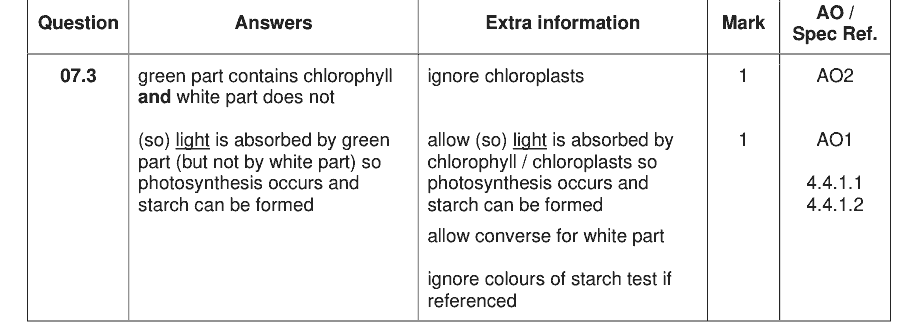 Question Answers Extra information Mark AO /
Spec Ref.
07.3 green part contains chlorophyll ignore chloroplasts 1 AO2
and white part does not
(so) light is absorbed by green allow (so) light is absorbed by 1 AO1
part (but not by white part) so chlorophyll / chloroplasts so
photosynthesis occurs and photosynthesis occurs and 4.4.1.1
starch can be formed starch can be formed 4.4.1.2
allow converse for white part
ignore colours of starch test if
referenced